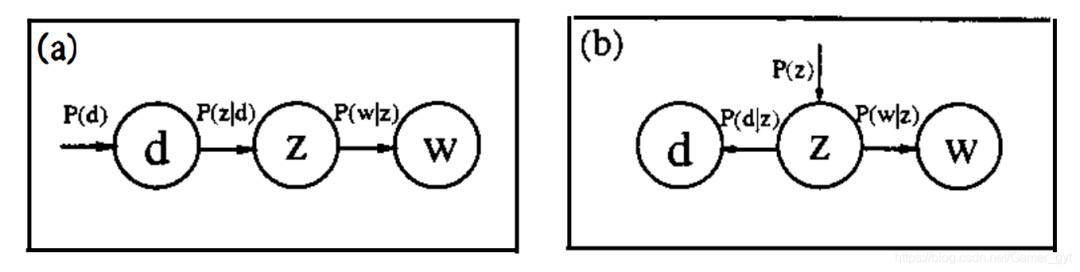 (a)
P(d)
P(z|d)
P(w|z)
d
z
w
(b)
P(z)
P(d|z)
P(w|z)
d
z
w
https://blog.csdn.net/Gamer_gyt